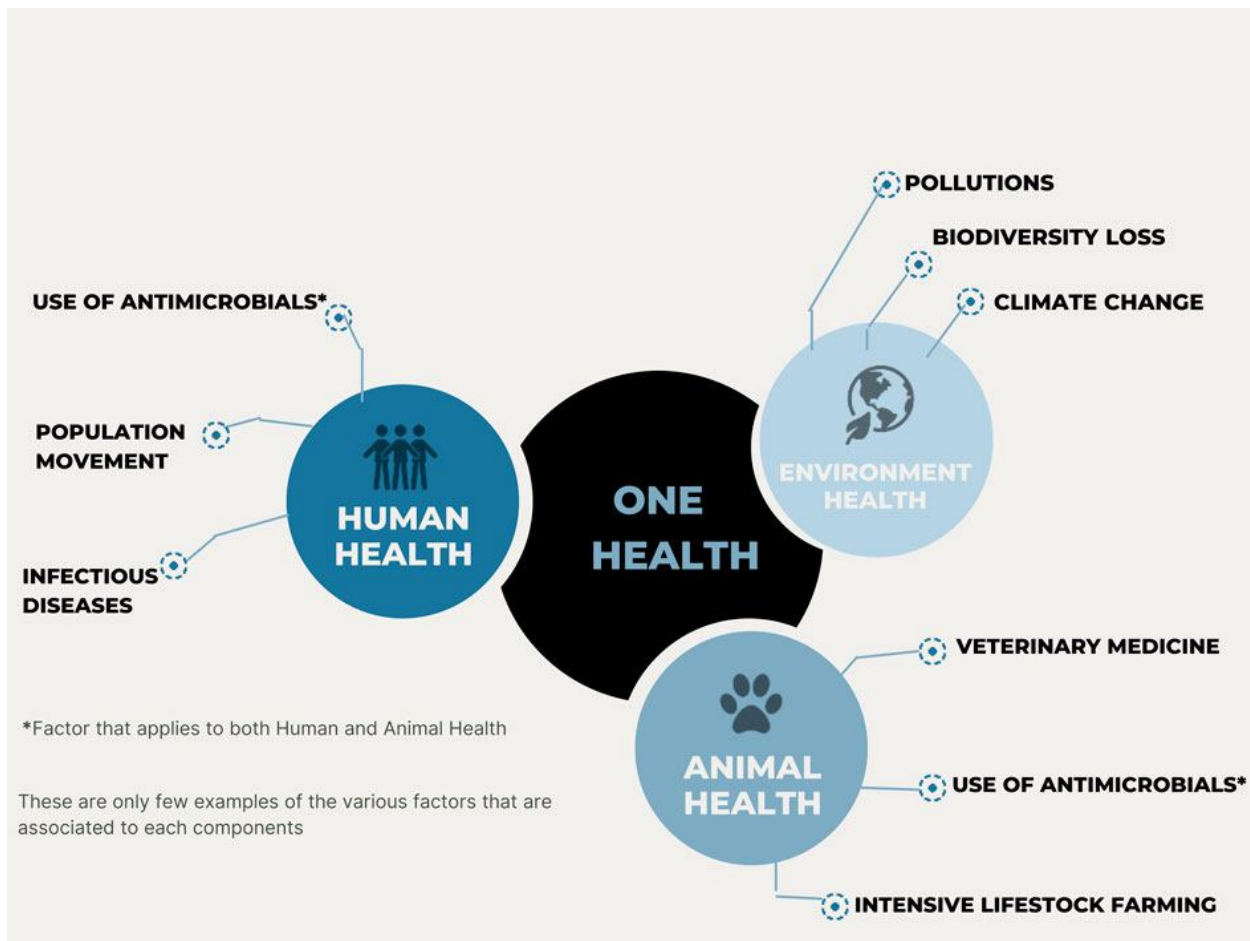 POLLUTIONS
BIODIVERSITY LOSS
CLIMATE CHANGE
ENVIRONMENT
HEALTH
USE OF ANTIMICROBIALS*
POPULATION
MOVEMENT
INFECTIOUS
DISEASES
HUMAN
HEALTH
ONE
HEALTH
VETERINARY MEDICINE
USE OF ANTIMICROBIALS*
INTENSIVE LIVESTOCK FARMING
ANIMAL
HEALTH
*Factor that applies to both Human and Animal Health
These are only few examples of the various factors that are
associated to each components